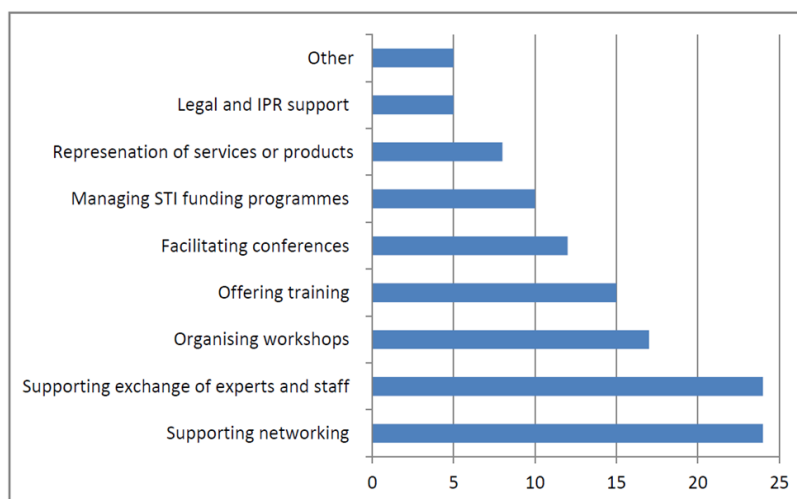 Other
Legal and IPR support
Represenation of services or products
Managing STI funding programmes
Facilitating conferences
Offering training
Organising workshops
Supporting exchange of experts and staff
Supporting networking
0 5 10 15 20 25